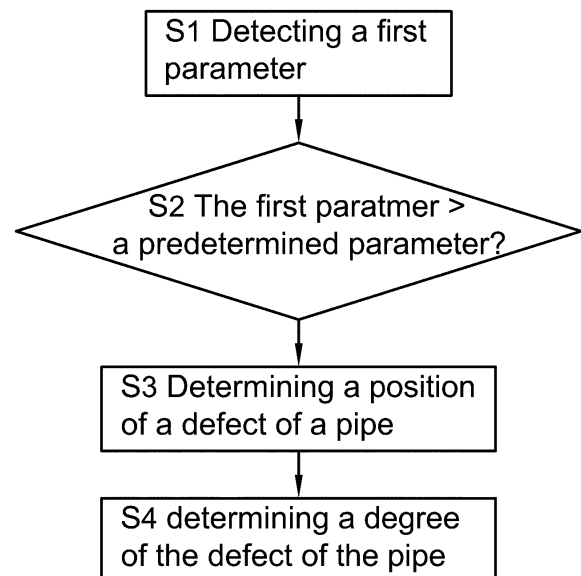 S1 Detecting a first
parameter
S2 The first paratmer >
a predetermined parameter?
S3 Determining a position
of a defect of a pipe
S4 determining a degree
of the defect of the pipe